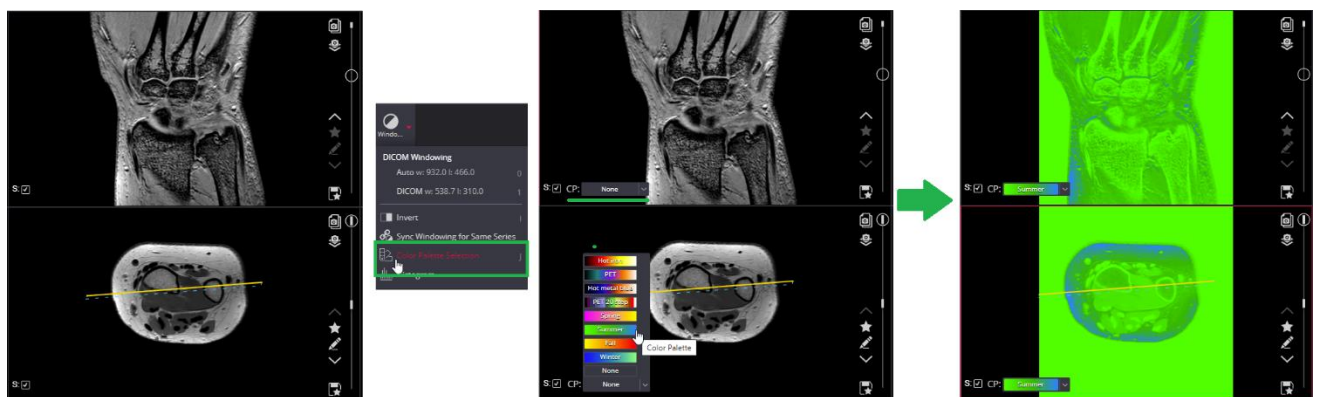 S:
S:
Windo...
DICOM Windowing
Auto w: 932.0 l: 466.0 0
DICOM w: 538.7 l: 310.0 1
Invert I
Sync Windowing for Same Series
Color Palette Selection J
S: CP: None
PET
Hot metal blue
PET 20 step
Spring
Summer
Fall
Color Palette
Winter
None
S: CP: None
S: CP: Summer
S: CP: Summer